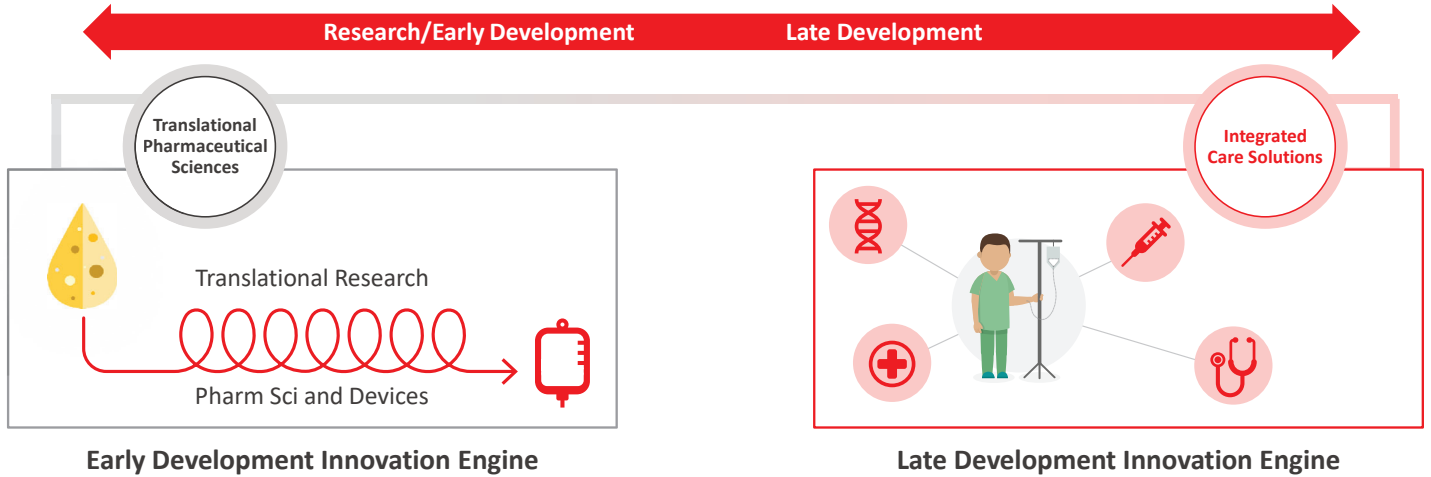 Research/Early Development
Late Development
Translational
Pharmaceutical
Sciences
Integrated
Care Solutions
Translational Research
Pharm Sci and Devices
Early Development Innovation Engine
Late Development Innovation Engine